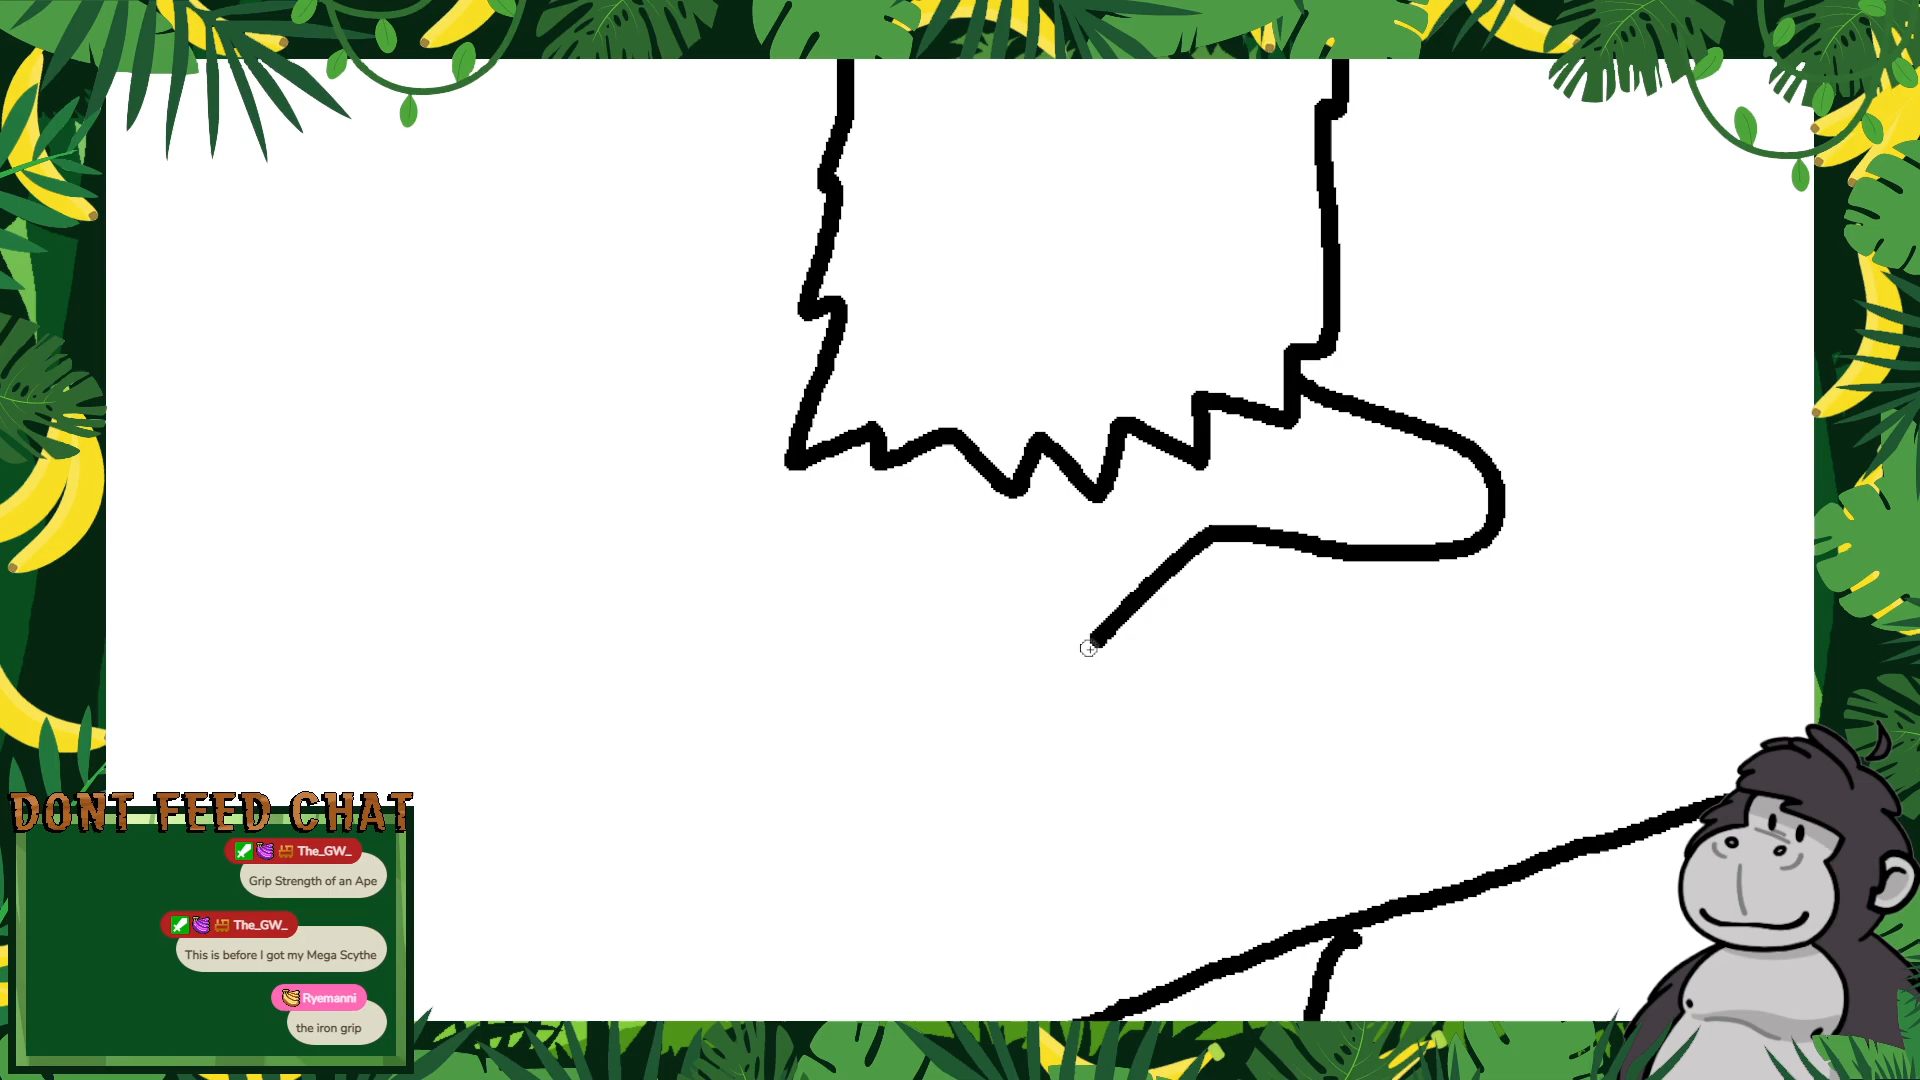 DONT FEED CHAT
The_GW_
Grip Strength of an Ape
The_GW_
This is before I got my Mega Scythe
Ryemanni
the iron grip